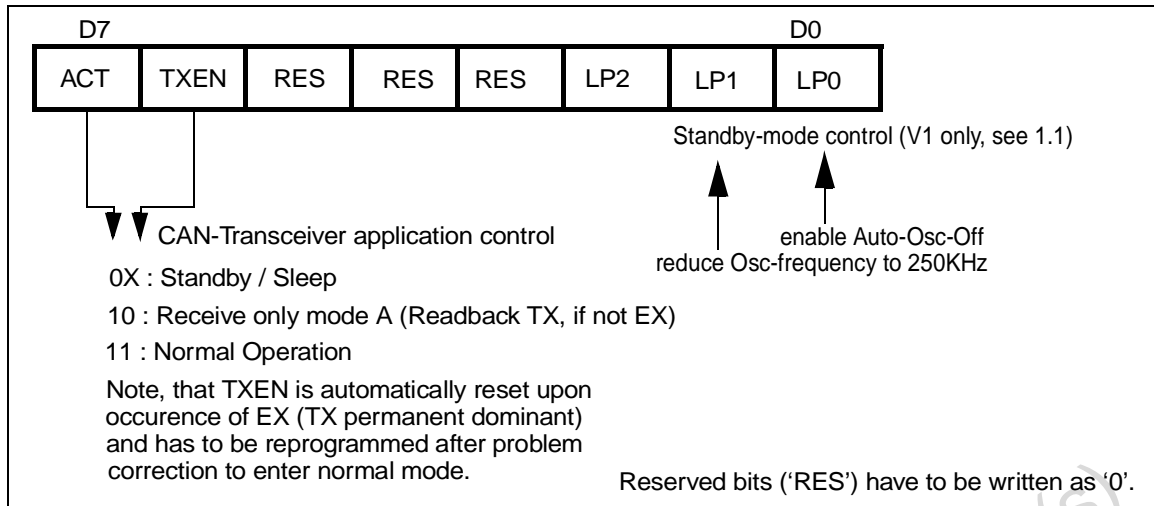 D7 D0
ACT TXEN RES RES RES LP2 LP1 LP0
Standby-mode control (V1 only, see 1.1)
CAN-Transceiver application control
enable Auto-Osc-Off
reduce Osc-frequency to 250KHz
0X : Standby / Sleep
10 : Receive only mode A (Readback TX, if not EX)
11 : Normal Operation
Note, that TXEN is automatically reset upon
occurence of EX (TX permanent dominant)
and has to be reprogrammed after problem
correction to enter normal mode.
Reserved bits ('RES') have to be written as '0'.